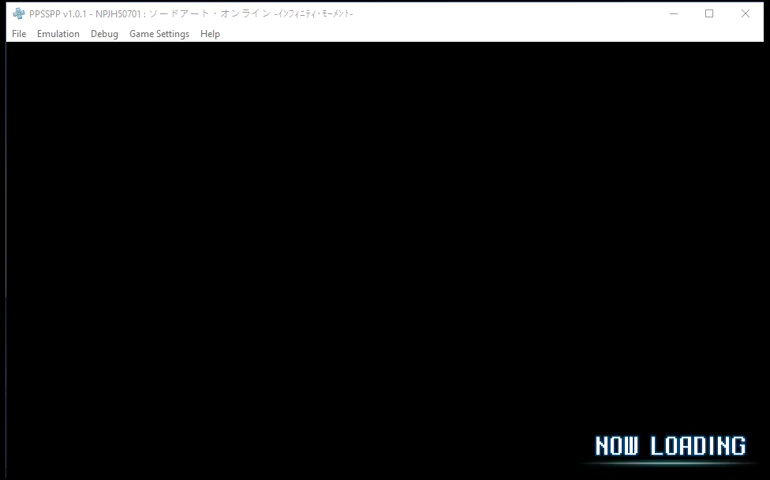 PPSSPP v1.0.1 - NPJH50701 : ソードアート・オンライン -インフィニティ・モーメント-
File Emulation Debug Game Settings Help
NOW LOADING